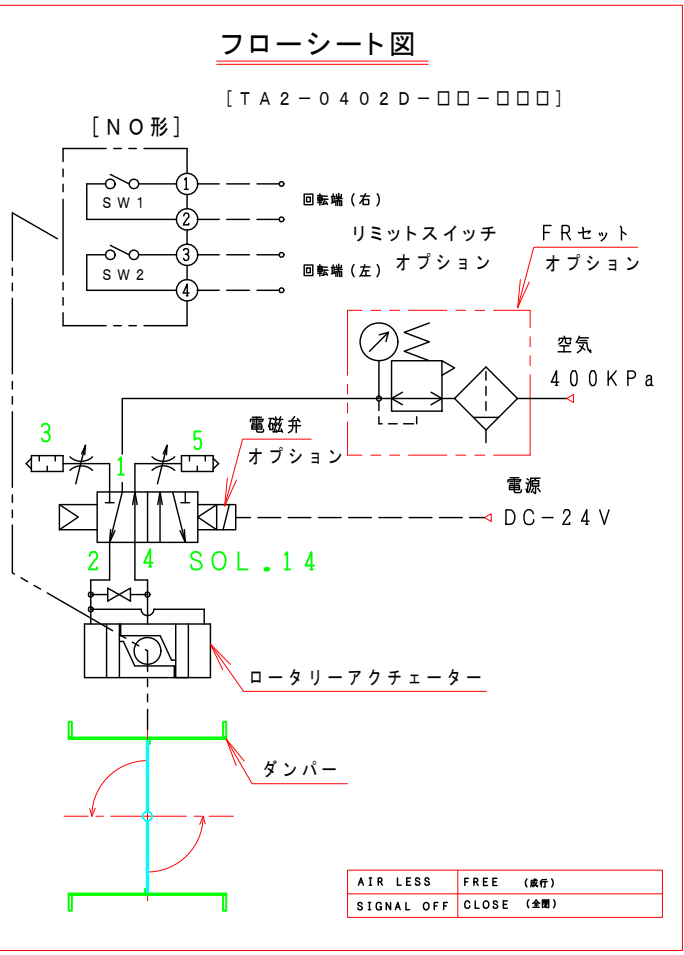 フローシート図
[TA2-0402D-□□-□□□]
[NO形]
SW1
1
2
回転端(右)
SW2
3
4
回転端(左)
リミットスイッチ
オプション
FRセット
オプション
空気
400KPa
電磁弁
オプション
3
1
5
電源
DC-24V
2
4
SOL.14
ロータリーアクチェーター
ダンパー
AIR LESS FREE (成行)
SIGNAL OFF CLOSE (全閉)